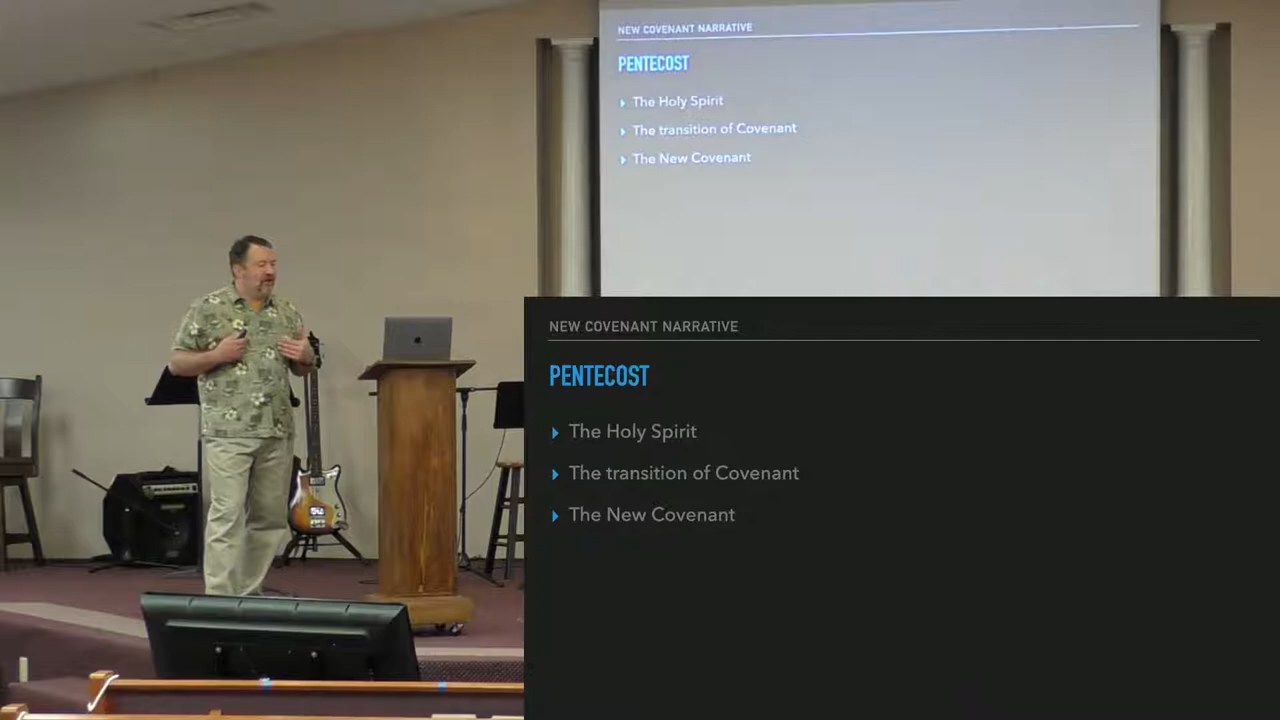 NEW COVENANT NARRATIVE
PENTECOST
The Holy Spirit
The transition of Covenant
The New Covenant
NEW COVENANT NARRATIVE
PENTECOST
The Holy Spirit
The transition of Covenant
The New Covenant